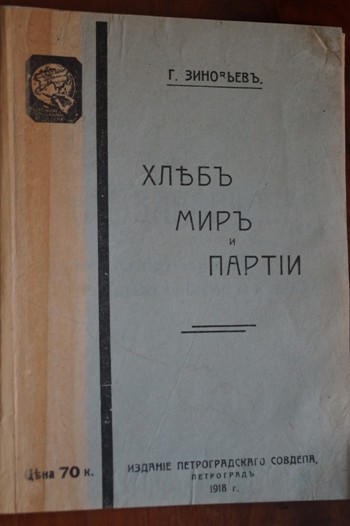 Г. ЗИНОВЬЕВЪ.
ХЛѢБЪ
МИРЪ
И
ПАРТІИ
Цѣна 70 к.
ИЗДАНІЕ ПЕТРОГРАДСКАГО СОВДЕПА,
ПЕТРОГРАДЪ
1918 г.